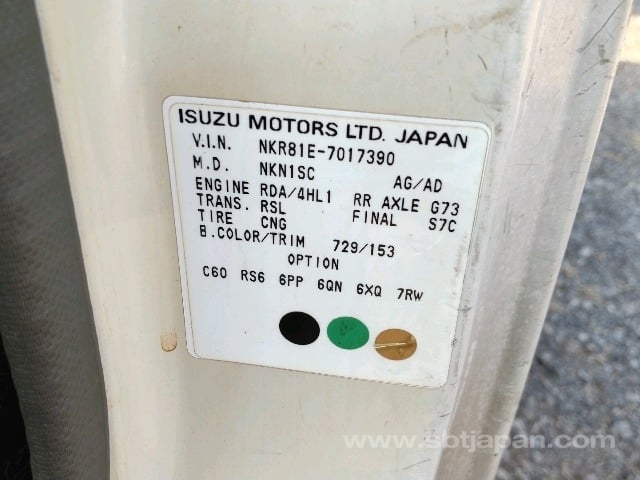 ISUZU MOTORS LTD. JAPAN
V.I.N. NKR81E-7017390
M.D. NKN1SC AG/AD
ENGINE RDA/4HL1 RR AXLE G73
TRANS. RSL FINAL S7C
TIRE CNG
B.COLOR/TRIM 729/153
OPTION
C60 RS6 6PP 6QN 6XQ 7RW
www.sbtjapan.com